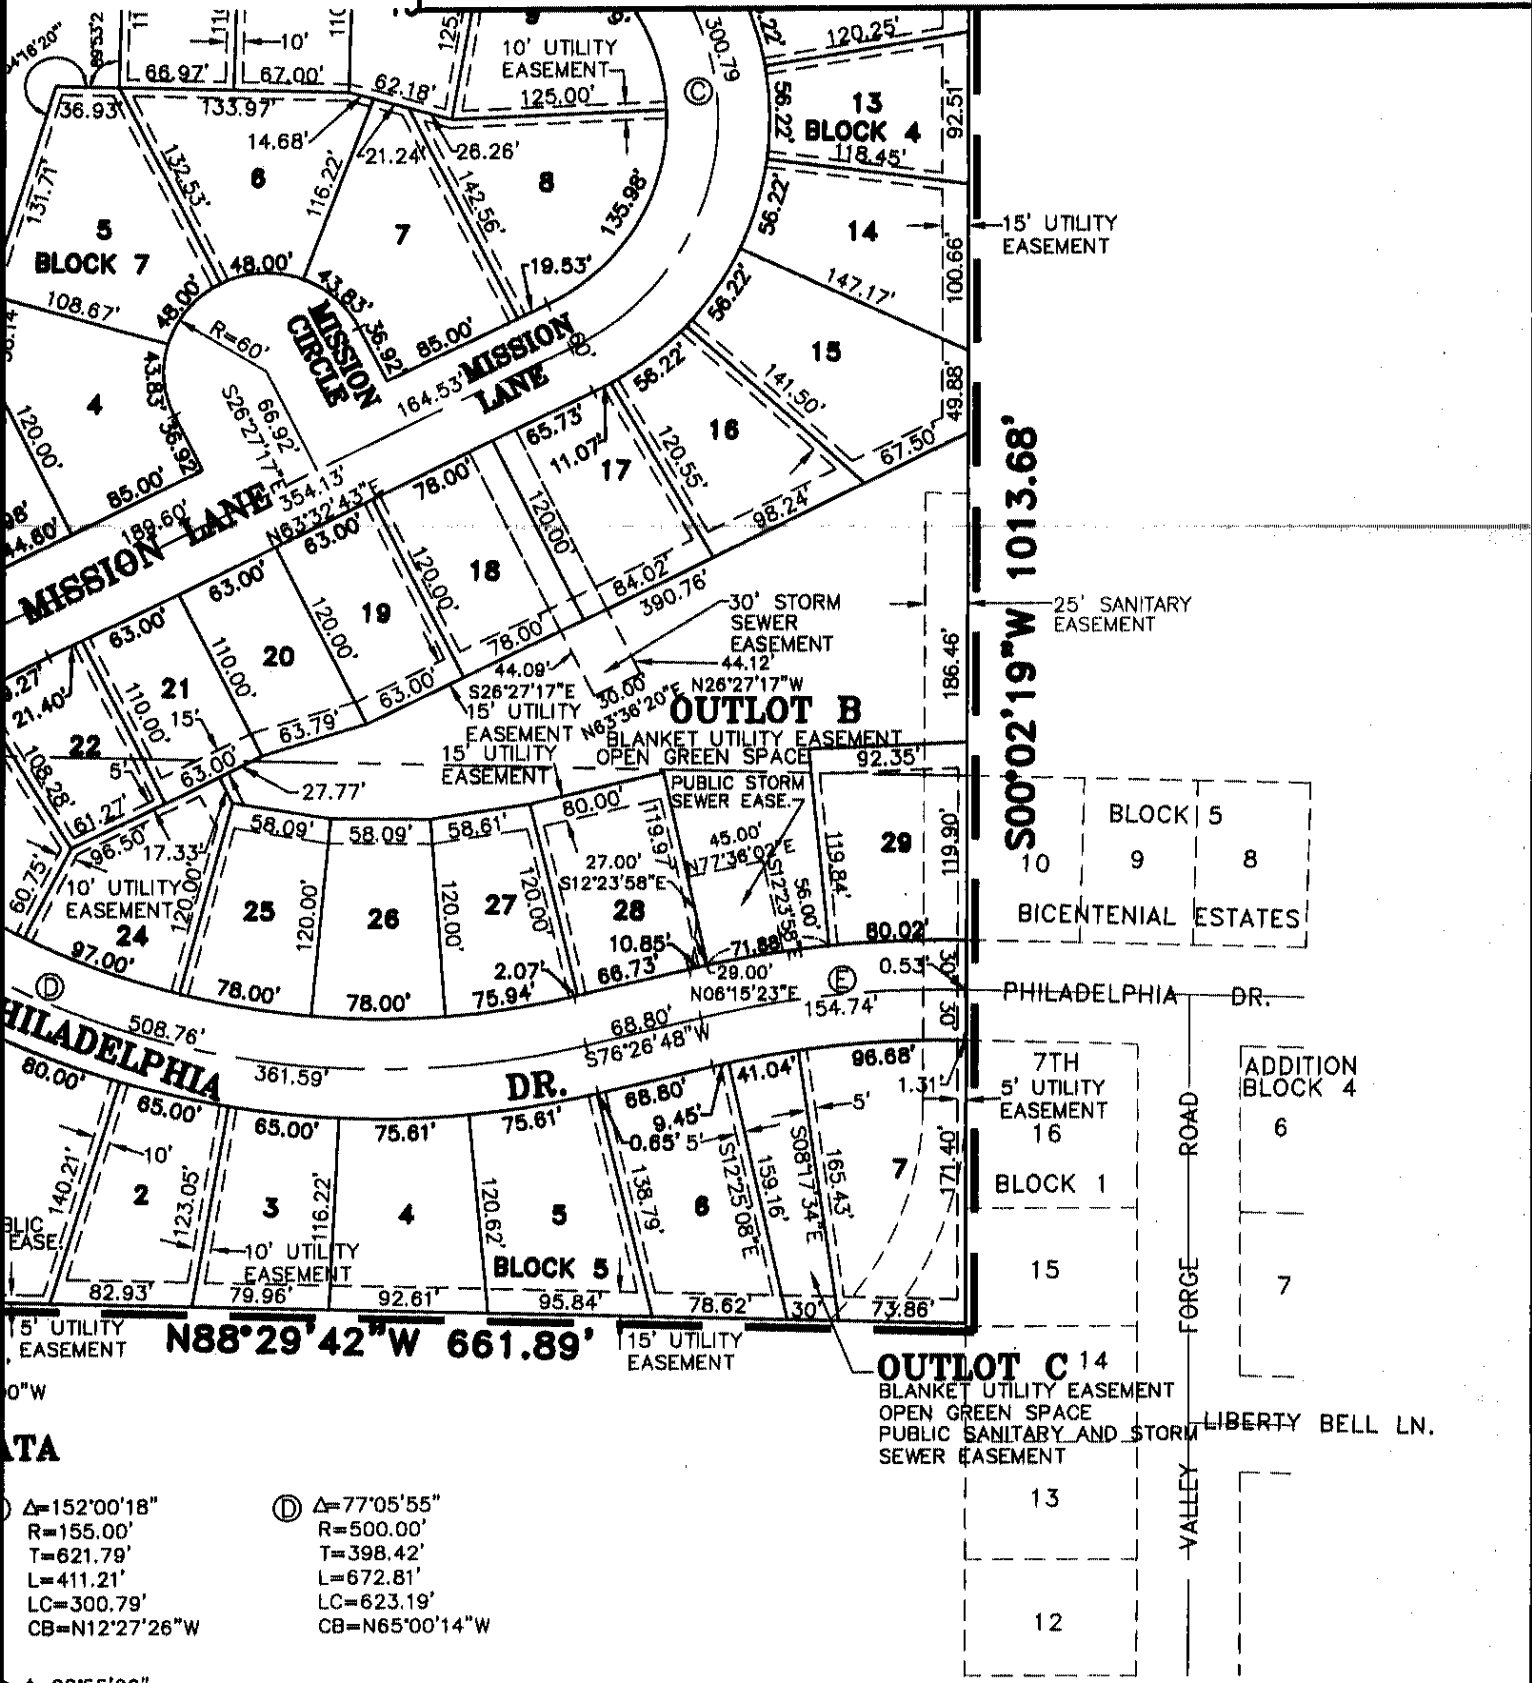 120.25'
300.79
10'
10' UTILITY
EASEMENT
125.00'
66.97'
67.00'
62.18'
36.93'
133.97'
14.68'
21.24'
26.26'
Ⓒ
56.22'
13
BLOCK 4
118.45'
92.51'
131.71'
132.53'
6
116.22'
142.56'
8
135.98'
56.22'
14
15' UTILITY
EASEMENT
5
BLOCK 7
7
48.00'
19.53'
147.17'
100.66'
108.67'
48.00'
43.83'
56.22'
R=60'
MISSION
CIRCLE
36.92'
85.00'
MISSION
LANE
60'
164.53'
15
141.50'
49.88'
4
43.83'
36.92'
66.92'
S26°27'17"E
56.22'
65.73'
11.07'
16
67.50'
120.00'
85.00'
189.60'
354.13'
N63°32'43"E
78.00'
17
120.55'
98.24'
S00°02'19"W 1013.68'
44.60'
MISSION LANE
63.00'
63.00'
120.00'
18
120.00'
84.02'
390.76'
63.00'
120.00'
19
78.00'
30' STORM
SEWER
EASEMENT
25' SANITARY
EASEMENT
20
110.00'
63.00'
44.09'
S26°27'17"E
44.12'
N26°27'17"W
30.00'
N63°36'20"E
186.46'
21.40'
21
110.00'
15'
63.79'
15' UTILITY
EASEMENT
OUTLOT B
BLANKET UTILITY EASEMENT
OPEN GREEN SPACE
22
5'
63.00'
15' UTILITY
EASEMENT
92.35'
108.28'
61.27'
27.77'
80.00'
PUBLIC STORM
SEWER EASE.
96.50'
17.33'
58.09'
58.09'
58.61'
119.97'
45.00'
N77°36'02"E
119.84'
29
119.90'
BLOCK 5
10
9
8
60.75'
10' UTILITY
EASEMENT
120.00'
27.00'
S12°23'58"E
56.00'
S12°23'58"E
24
25
120.00'
26
120.00'
27
120.00'
28
BICENTENIAL ESTATES
97.00'
10.85'
71.88'
80.02'
Ⓓ
78.00'
78.00'
75.94'
2.07'
66.73'
29.00'
N06°15'23"E
Ⓔ
0.53'
30'
PHILADELPHIA DR.
508.76'
68.80'
S76°26'48"W
154.74'
30'
PHILADELPHIA DR.
361.59'
80.00'
65.00'
65.00'
75.61'
75.61'
68.80'
9.45'
41.04'
96.68'
1.31'
7TH
5' UTILITY
EASEMENT
16
BLOCK 1
ADDITION
BLOCK 4
6
140.21'
10'
2
123.05'
3
116.22'
4
120.62'
5
0.65'
5'
138.79'
6
S12°25'08"E
159.16'
5'
S08°17'34"E
165.43'
7
171.40'
10' UTILITY
EASEMENT
BLOCK 5
82.93'
79.96'
92.61'
95.84'
78.62'
30'
73.86'
15
7
N88°29'42"W 661.89'
15' UTILITY
EASEMENT
15' UTILITY
EASEMENT
OUTLOT C
BLANKET UTILITY EASEMENT
OPEN GREEN SPACE
PUBLIC SANITARY AND STORM
SEWER EASEMENT
14
VALLEY FORGE ROAD
LIBERTY BELL LN.
13
12
Δ=152°00'18"
R=155.00'
T=621.79'
L=411.21'
LC=300.79'
CB=N12°27'26"W
Ⓓ Δ=77°05'55"
R=500.00'
T=398.42'
L=672.81'
LC=623.19'
CB=N65°00'14"W